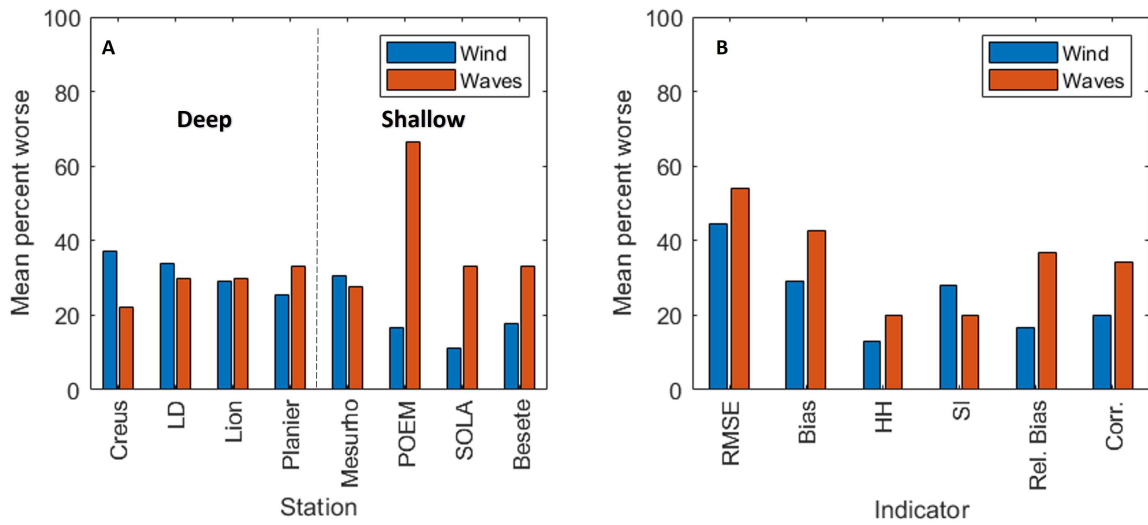 A
Wind
Waves
Deep
Shallow
Mean percent worse
100
80
60
40
20
0
Creus
LD
Lion
Planier
Mesurho
POEM
SOLA
Besete
Station
B
Wind
Waves
Mean percent worse
100
80
60
40
20
0
RMSE
Bias
HH
SI
Rel. Bias
Corr.
Indicator